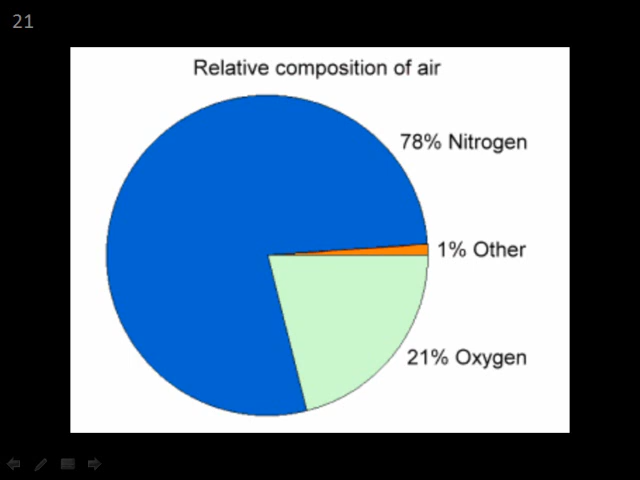 21
Relative composition of air
78% Nitrogen
1% Other
21% Oxygen